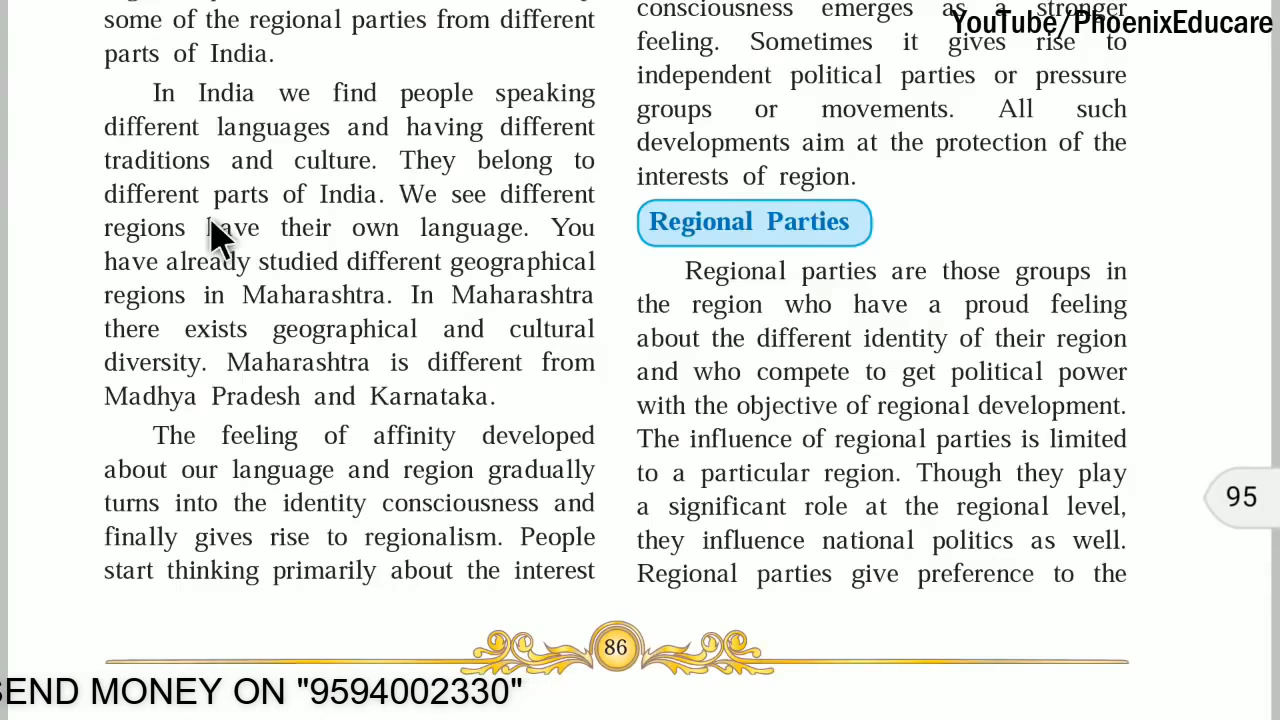 some of the regional parties from different
parts of India.
In India we find people speaking
different languages and having different
traditions and culture. They belong to
different parts of India. We see different
regions have their own language. You
have already studied different geographical
regions in Maharashtra. In Maharashtra
there exists geographical and cultural
diversity. Maharashtra is different from
Madhya Pradesh and Karnataka.
The feeling of affinity developed
about our language and region gradually
turns into the identity consciousness and
finally gives rise to regionalism. People
start thinking primarily about the interest
consciousness emerges as a stronger
feeling. Sometimes it gives rise to
independent political parties or pressure
groups or movements. All such
developments aim at the protection of the
interests of region.
Regional Parties
Regional parties are those groups in
the region who have a proud feeling
about the different identity of their region
and who compete to get political power
with the objective of regional development.
The influence of regional parties is limited
to a particular region. Though they play
a significant role at the regional level,
they influence national politics as well.
Regional parties give preference to the
86
YouTube/PhoenixEducare
95
SEND MONEY ON "9594002330"